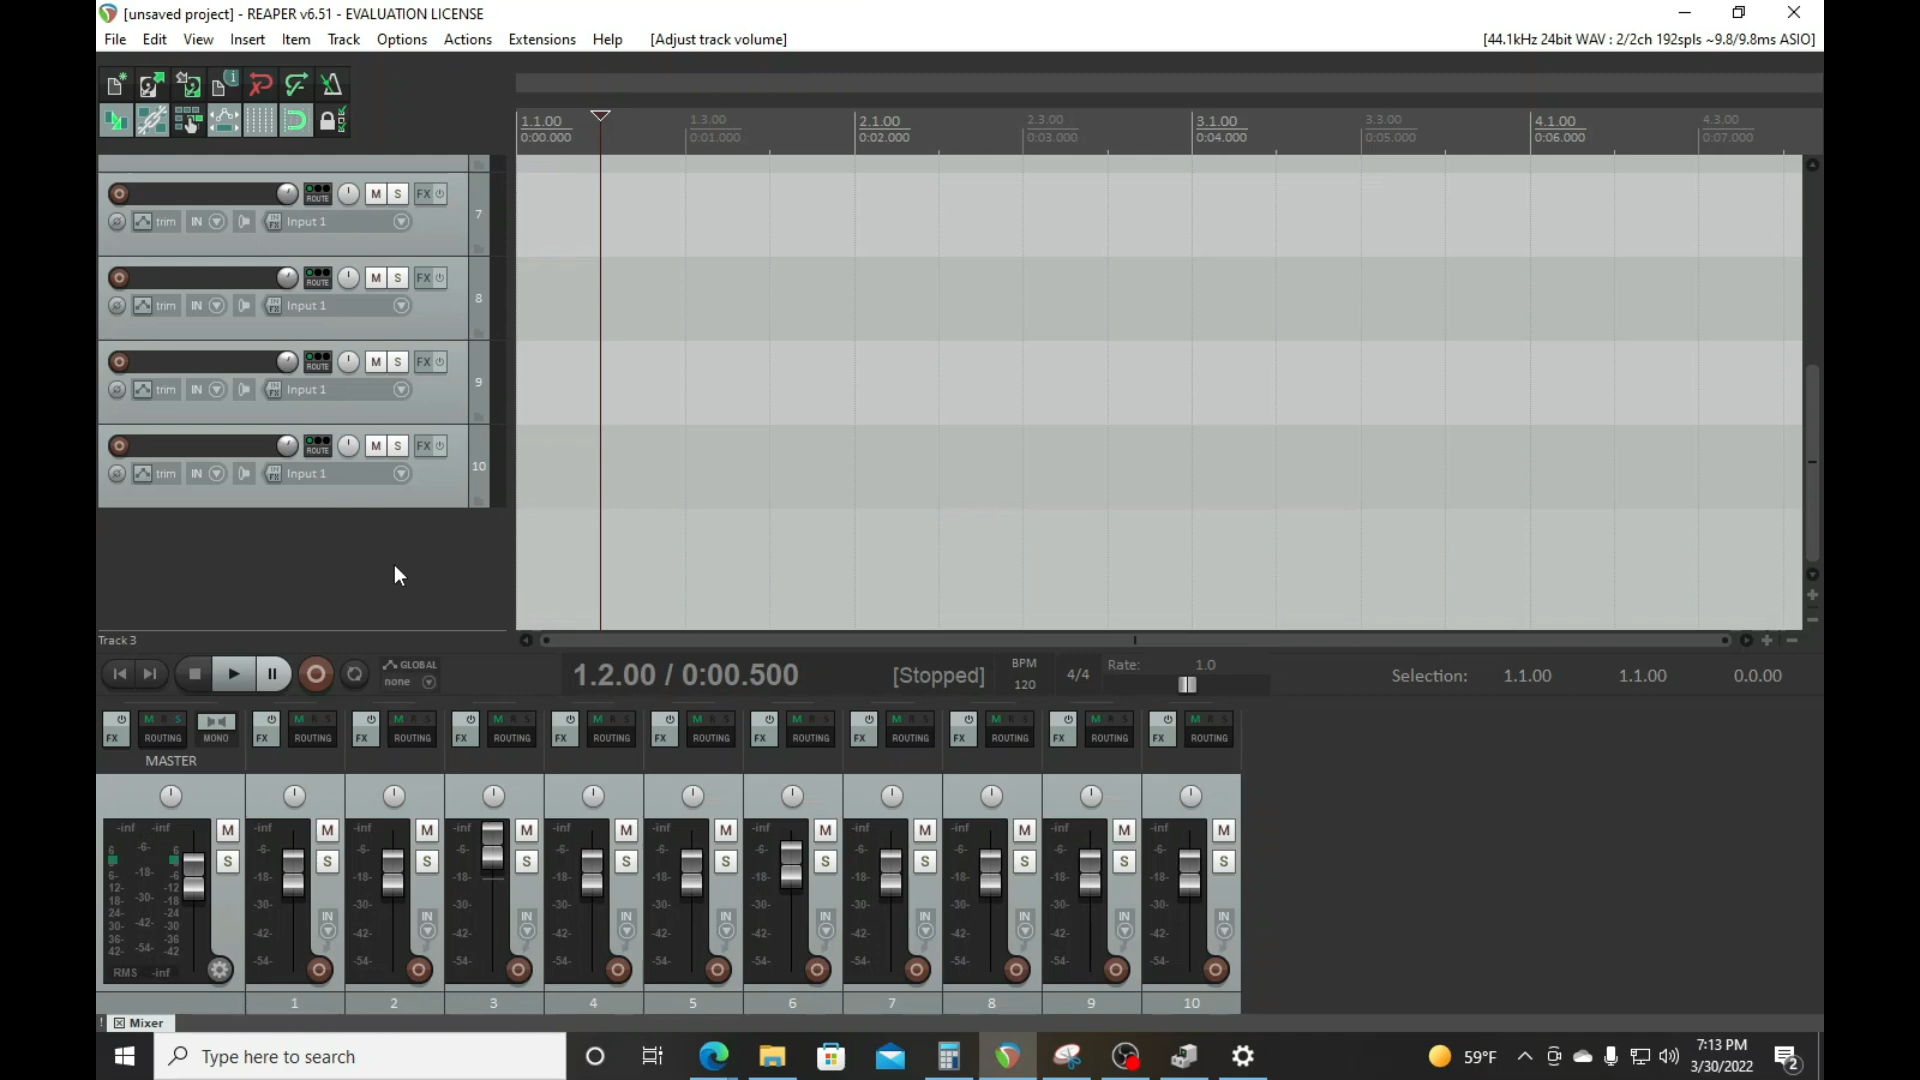 [unsaved project] - REAPER v6.51 - EVALUATION LICENSE
File Edit View Insert Item Track Options Actions Extensions Help [Adjust track volume] [44.1kHz 24bit WAV : 2/2ch 192spls ~9.8/9.8ms ASIO]
1.1.00 1.3.00 2.1.00 2.3.00 3.1.00 3.3.00 4.1.00 4.3.00
0:00.000 0:01.000 0:02.000 0:03.000 0:04.000 0:05.000 0:06.000 0:07.000
ROUTE M S FX
trim IN IN FX Input 1 7
ROUTE M S FX
trim IN IN FX Input 1 8
ROUTE M S FX
trim IN IN FX Input 1 9
ROUTE M S FX
trim IN IN FX Input 1 10
Track 3
GLOBAL
none
1.2.00 / 0:00.500 [Stopped] BPM 120 4/4 Rate: 1.0 Selection: 1.1.00 1.1.00 0.0.00
M R S M R S M R S M R S M R S M R S M R S M R S M R S M R S M R S
FX ROUTING MONO FX ROUTING FX ROUTING FX ROUTING FX ROUTING FX ROUTING FX ROUTING FX ROUTING FX ROUTING FX ROUTING FX ROUTING
MASTER
-inf -inf M -inf M -inf M -inf M -inf M -inf M -inf M -inf M -inf M -inf M -inf M
6 -6- 6 -6- -6- -6- -6- -6- -6- -6- -6- -6- -6-
S S S S S S S S S S S
6- -18- -6 -18- -18- -18- -18- -18- -18- -18- -18- -18- -18-
12- -12
18- -30- -18 -30- -30- -30- -30- -30- -30- -30- -30- -30- -30-
24- -24 IN IN IN IN IN IN IN IN IN IN
30- -42- -30 -42- -42- -42- -42- -42- -42- -42- -42- -42- -42-
36- -36
42- -54- -42 -54- -54- -54- -54- -54- -54- -54- -54- -54- -54-
RMS -inf
1 2 3 4 5 6 7 8 9 10
! Mixer
Type here to search 59°F 7:13 PM
3/30/2022 2